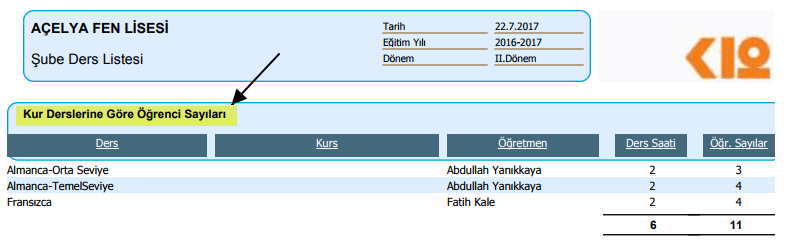 AÇELYA FEN LİSESİ
Şube Ders Listesi
Tarih 22.7.2017
Eğitim Yılı 2016-2017
Dönem II.Dönem
K12
Kur Derslerine Göre Öğrenci Sayıları
Ders Kurs Öğretmen Ders Saati Öğr. Sayılar
Almanca-Orta Seviye Abdullah Yanıkkaya 2 3
Almanca-TemelSeviye Abdullah Yanıkkaya 2 4
Fransızca Fatih Kale 2 4
6 11